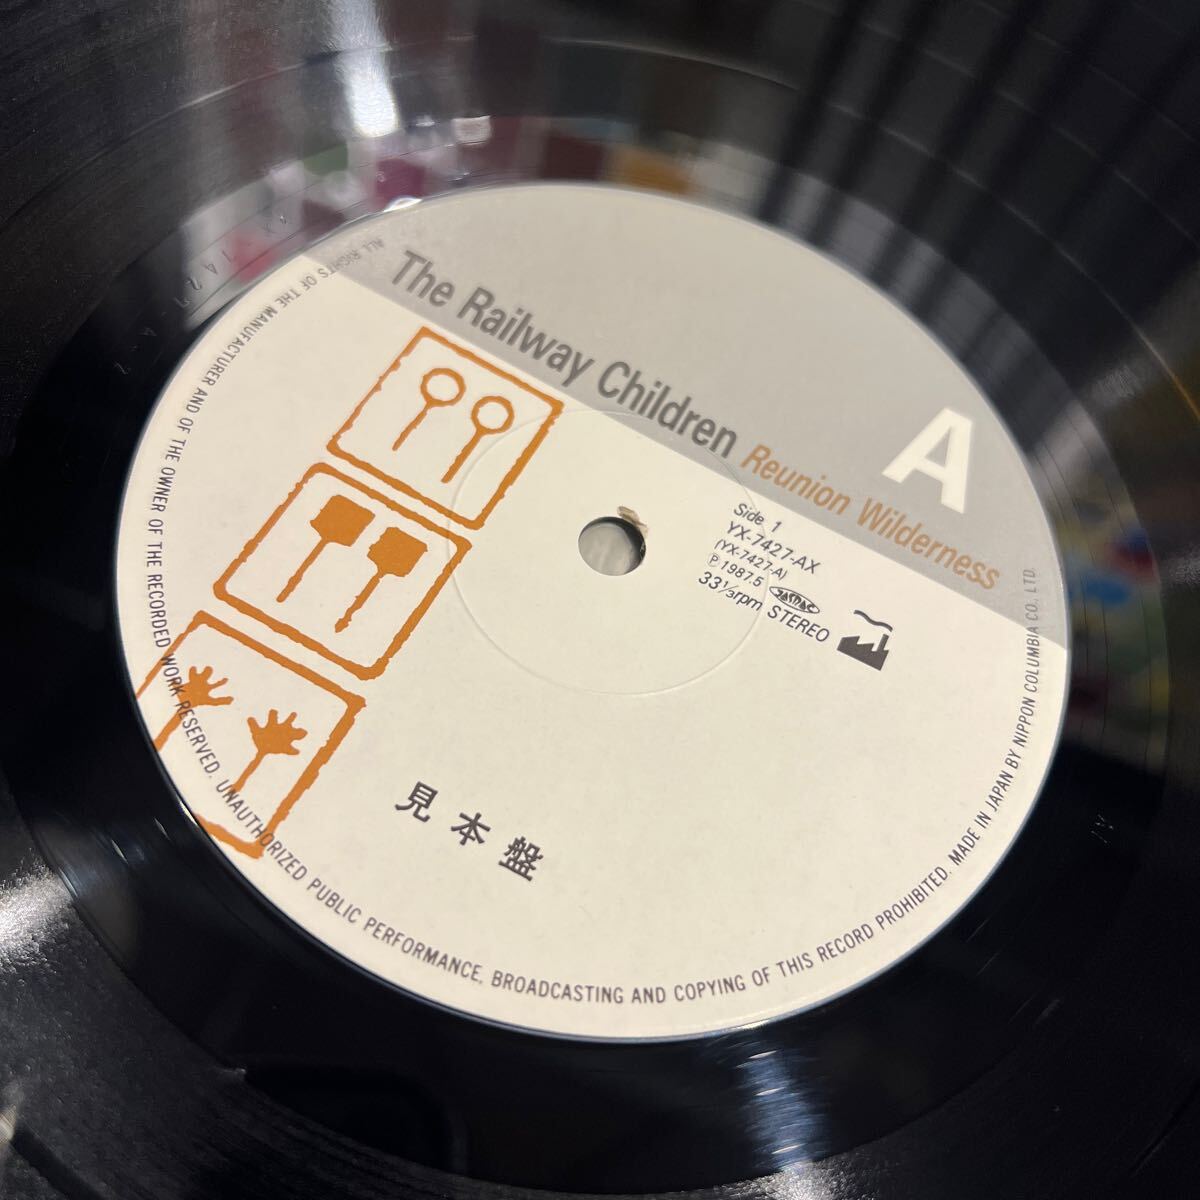 The Railway Children Reunion Wilderness
A
Side 1
YX-7427-AX
(YX-7427-A)
Ⓟ1987.5 JASRAC
33⅓rpm STEREO
見本盤
ALL RIGHTS OF THE MANUFACTURER AND OF THE OWNER OF THE RECORDED WORK RESERVED. UNAUTHORIZED PUBLIC PERFORMANCE, BROADCASTING AND COPYING OF THIS RECORD PROHIBITED. MADE IN JAPAN BY NIPPON COLUMBIA CO., LTD.